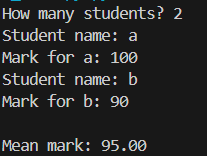 How many students? 2
Student name: a
Mark for a: 100
Student name: b
Mark for b: 90
Mean mark: 95.00